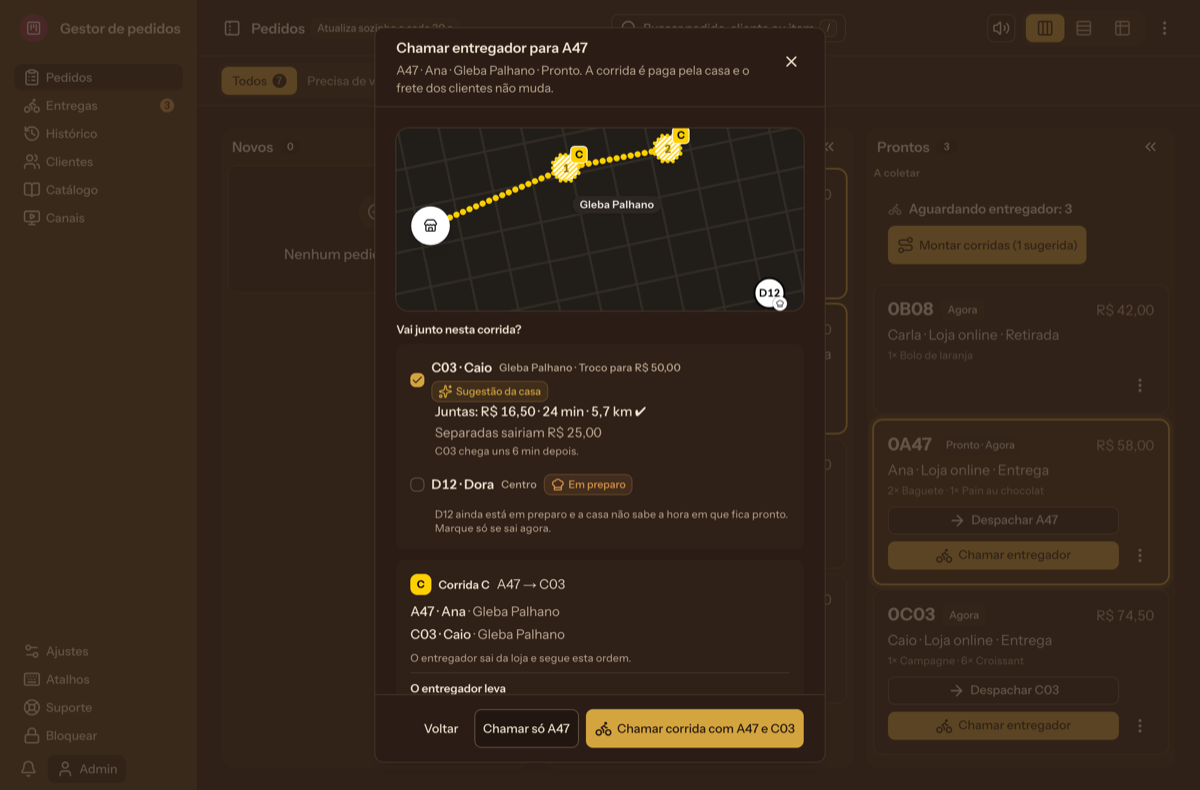 Gestor de pedidos
Pedidos
Entregas 3
Histórico
Clientes
Catálogo
Canais
Ajustes
Atalhos
Suporte
Bloquear
Admin
Pedidos
Todos 7
Precisa de v
Novos 0
Nenhum pedi
Chamar entregador para A47
A47 · Ana · Gleba Palhano · Pronto. A corrida é paga pela casa e o
frete dos clientes não muda.
C
C
1
2
Gleba Palhano
D12
Vai junto nesta corrida?
C03 · Caio Gleba Palhano · Troco para R$ 50,00
Sugestão da casa
Juntas: R$ 16,50 · 24 min · 5,7 km ✔
Separadas sairiam R$ 25,00
C03 chega uns 6 min depois.
D12 · Dora Centro Em preparo
D12 ainda está em preparo e a casa não sabe a hora em que fica pronto.
Marque só se sai agora.
C Corrida C A47 → C03
A47 · Ana · Gleba Palhano
C03 · Caio · Gleba Palhano
O entregador sai da loja e segue esta ordem.
O entregador leva
Voltar
Chamar só A47
Chamar corrida com A47 e C03
Prontos 3
A coletar
Aguardando entregador: 3
Montar corridas (1 sugerida)
0B08 Agora R$ 42,00
Carla · Loja online · Retirada
1× Bolo de laranja
0A47 Pronto · Agora R$ 58,00
Ana · Loja online · Entrega
2× Baguete · 1× Pain au chocolat
Despachar A47
Chamar entregador
0C03 Agora R$ 74,50
Caio · Loja online · Entrega
1× Campagne · 6× Croissant
Despachar C03
Chamar entregador